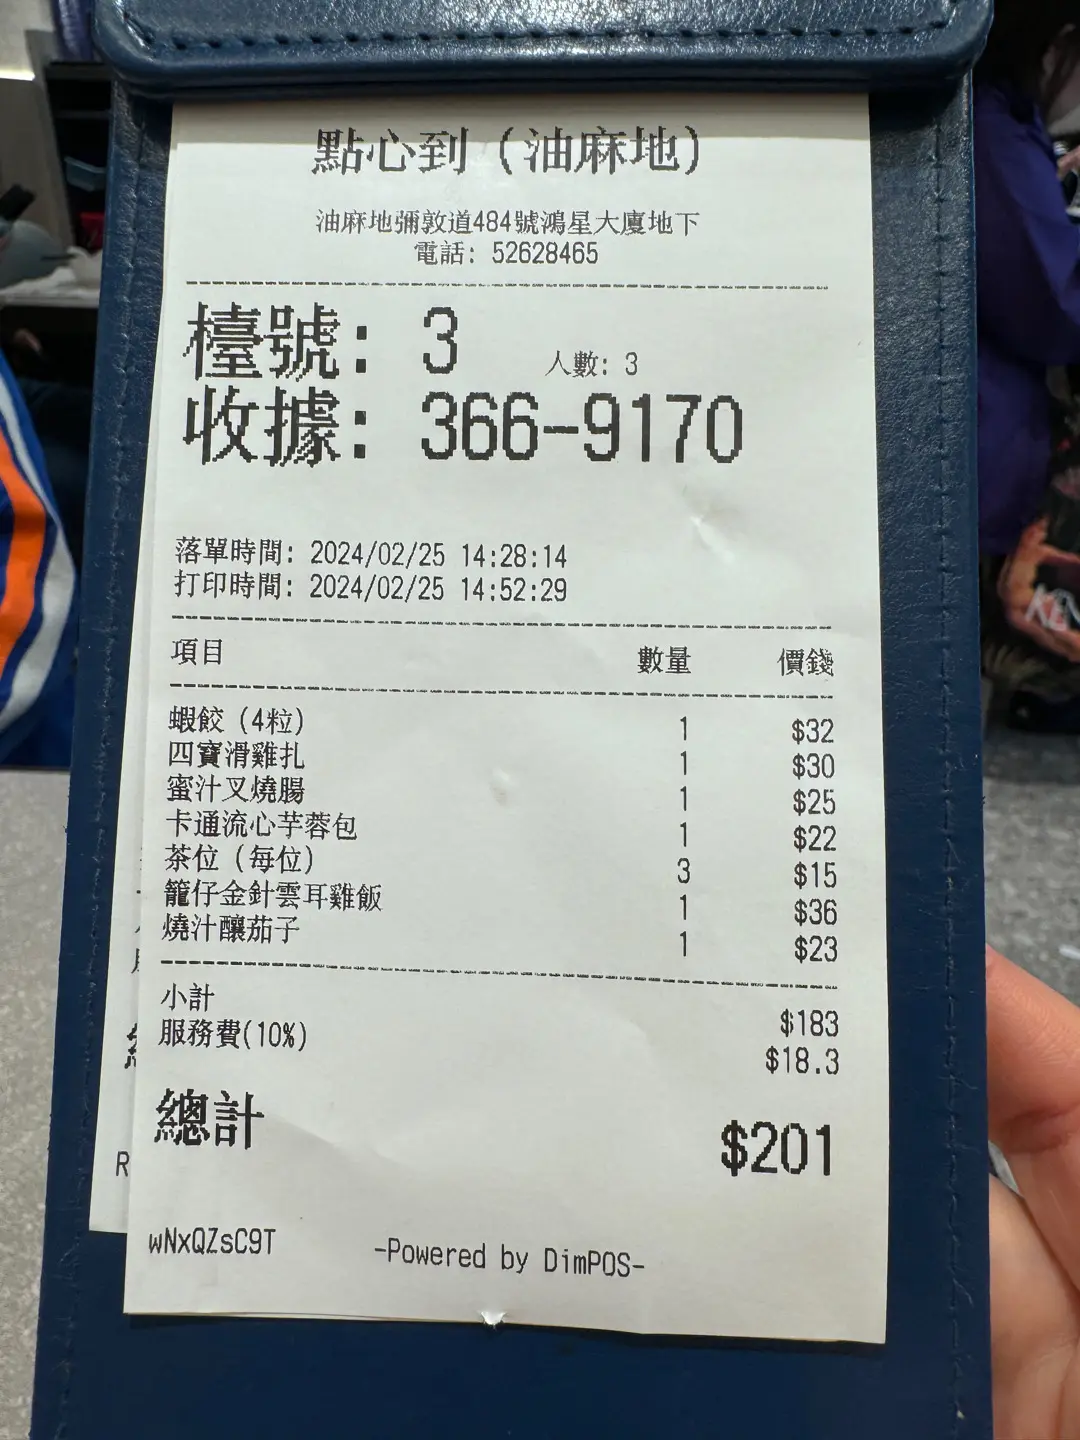 點心到（油麻地）
油麻地彌敦道484號鴻星大廈地下
電話: 52628465
檯號: 3 人數: 3
收據: 366-9170
落單時間: 2024/02/25 14:28:14
打印時間: 2024/02/25 14:52:29
項目 數量 價錢
蝦餃（4粒） 1 $32
四寶滑雞扎 1 $30
蜜汁叉燒腸 1 $25
卡通流心芋蓉包 1 $22
茶位（每位） 3 $15
籠仔金針雲耳雞飯 1 $36
燒汁釀茄子 1 $23
小計 $183
服務費(10%) $18.3
總計 $201
wNxQZsC9T -Powered by DimPOS-
R